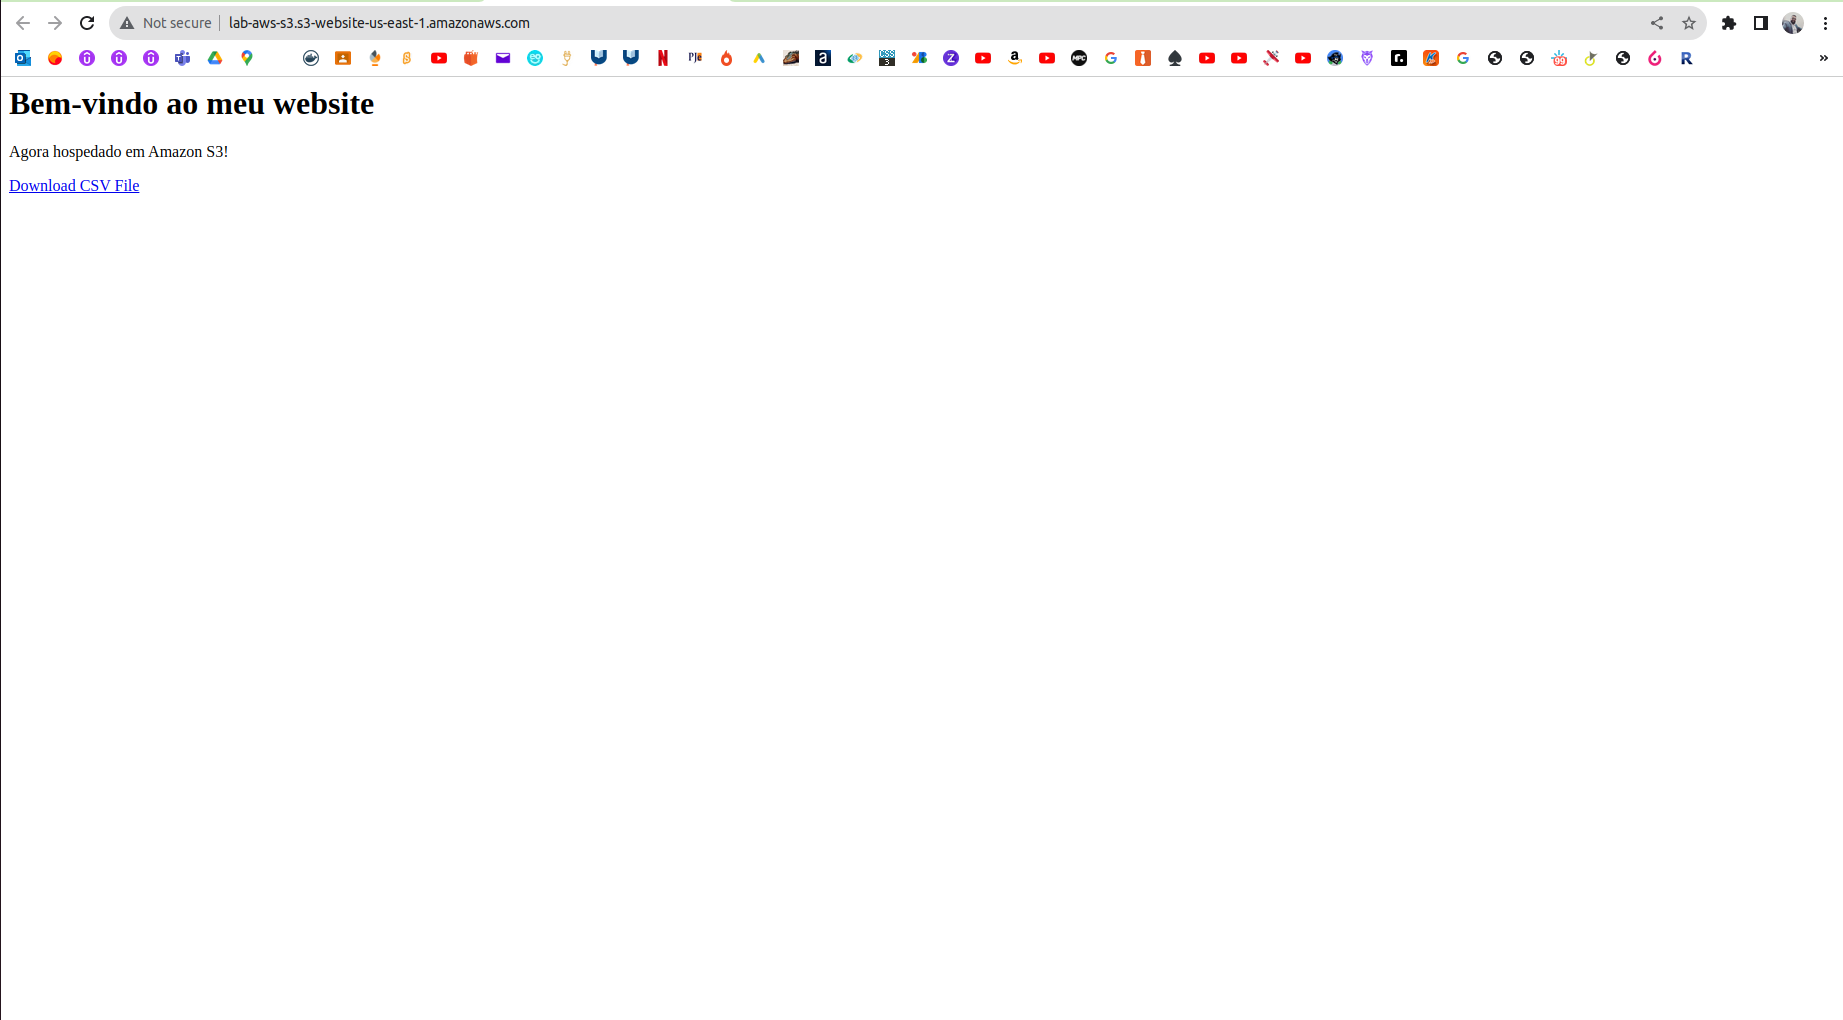 Not secure lab-aws-s3.s3-website-us-east-1.amazonaws.com
Bem-vindo ao meu website
Agora hospedado em Amazon S3!
Download CSV File